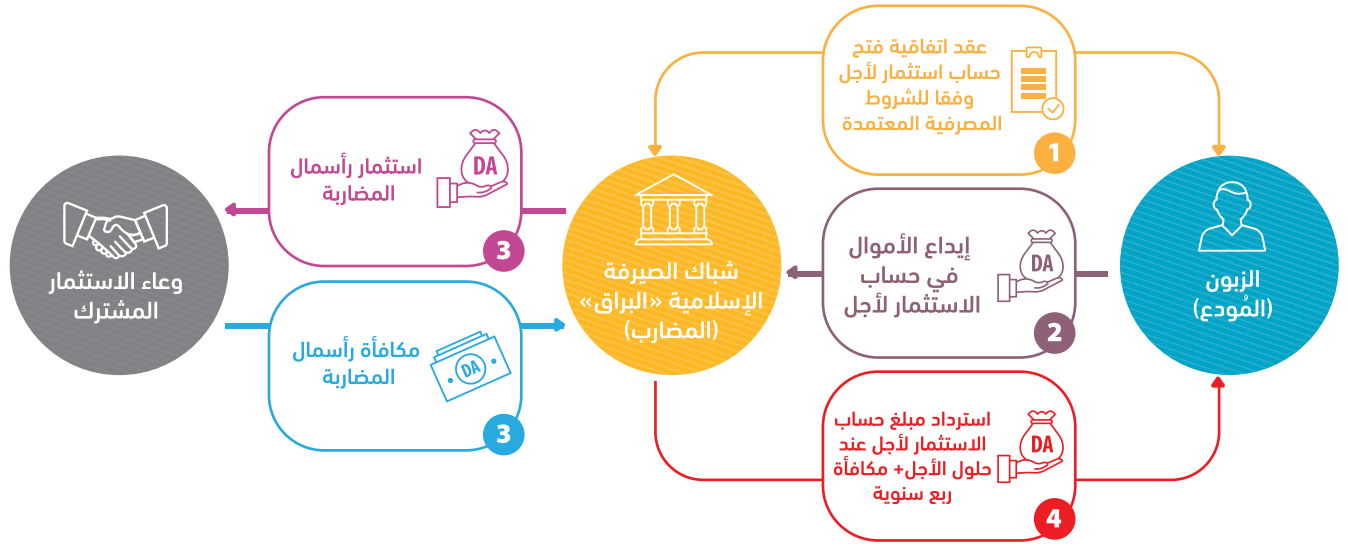 عقد اتفاقية فتح
حساب استثمار لأجل
وفقا للشروط
المصرفية المعتمدة
1
الزبون
(المُودع)
DA
إيداع الأموال
في حساب
الاستثمار لأجل
2
DA
استرداد مبلغ حساب
الاستثمار لأجل عند
حلول الأجل+ مكافأة
ربع سنوية
4
شباك الصيرفة
الإسلامية «البراق»
(المضارب)
DA
استثمار رأسمال
المضاربة
3
DA
مكافأة رأسمال
المضاربة
3
وعاء الاستثمار
المشترك